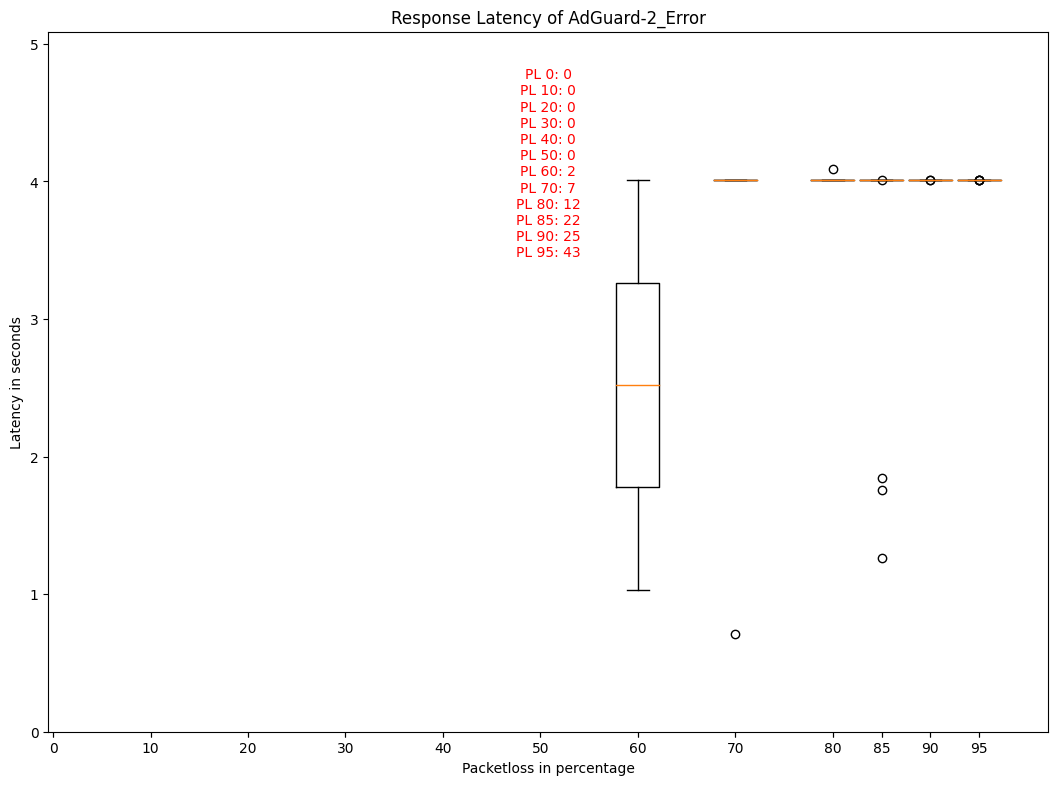 Response Latency of AdGuard-2_Error
5
4
3
2
1
0
Latency in seconds
PL 0: 0
PL 10: 0
PL 20: 0
PL 30: 0
PL 40: 0
PL 50: 0
PL 60: 2
PL 70: 7
PL 80: 12
PL 85: 22
PL 90: 25
PL 95: 43
0 10 20 30 40 50 60 70 80 85 90 95
Packetloss in percentage